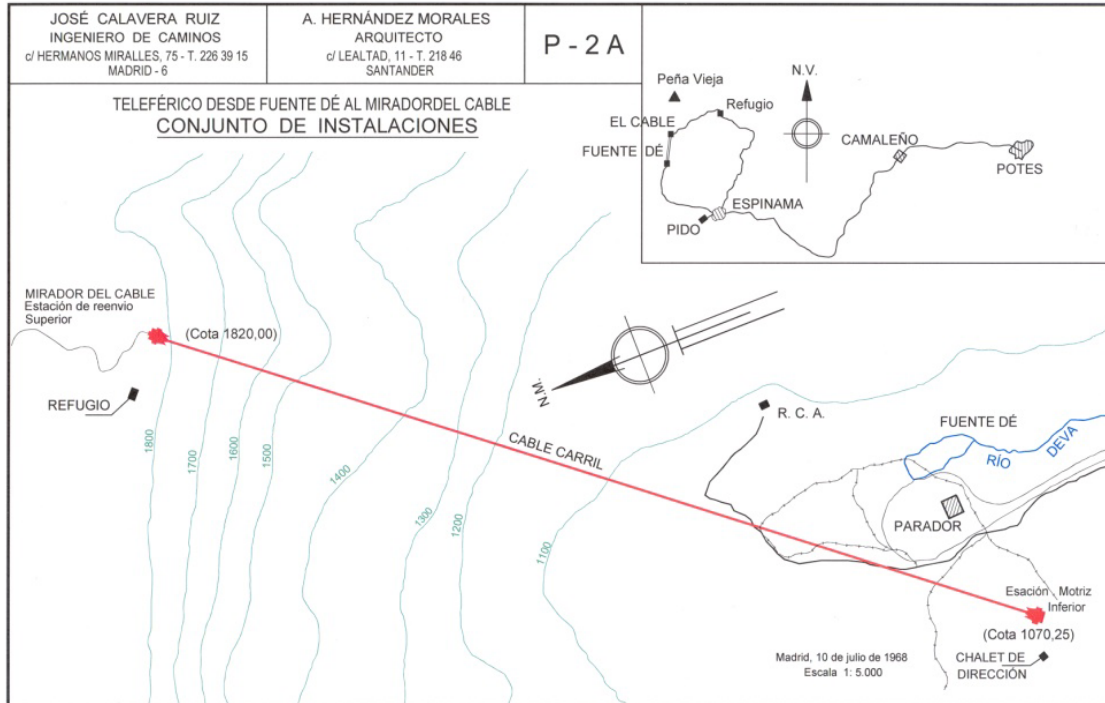 JOSÉ CALAVERA RUIZ
INGENIERO DE CAMINOS
c/ HERMANOS MIRALLES, 75 - T. 226 39 15
MADRID - 6
A. HERNÁNDEZ MORALES
ARQUITECTO
c/ LEALTAD, 11 - T. 218 46
SANTANDER
P - 2 A
TELEFÉRICO DESDE FUENTE DÉ AL MIRADORDEL CABLE
CONJUNTO DE INSTALACIONES
N.V.
Peña Vieja
Refugio
EL CABLE
FUENTE DÉ
CAMALEÑO
POTES
ESPINAMA
PIDO
MIRADOR DEL CABLE
Estación de reenvio
Superior
(Cota 1820,00)
REFUGIO
N.M.
R. C. A.
CABLE CARRIL
1800
1700
1600
1500
1400
1300
1200
1100
FUENTE DÉ
RÍO DEVA
PARADOR
Esación Motriz
Inferior
(Cota 1070,25)
Madrid, 10 de julio de 1968
Escala 1: 5.000
CHALET DE
DIRECCIÓN